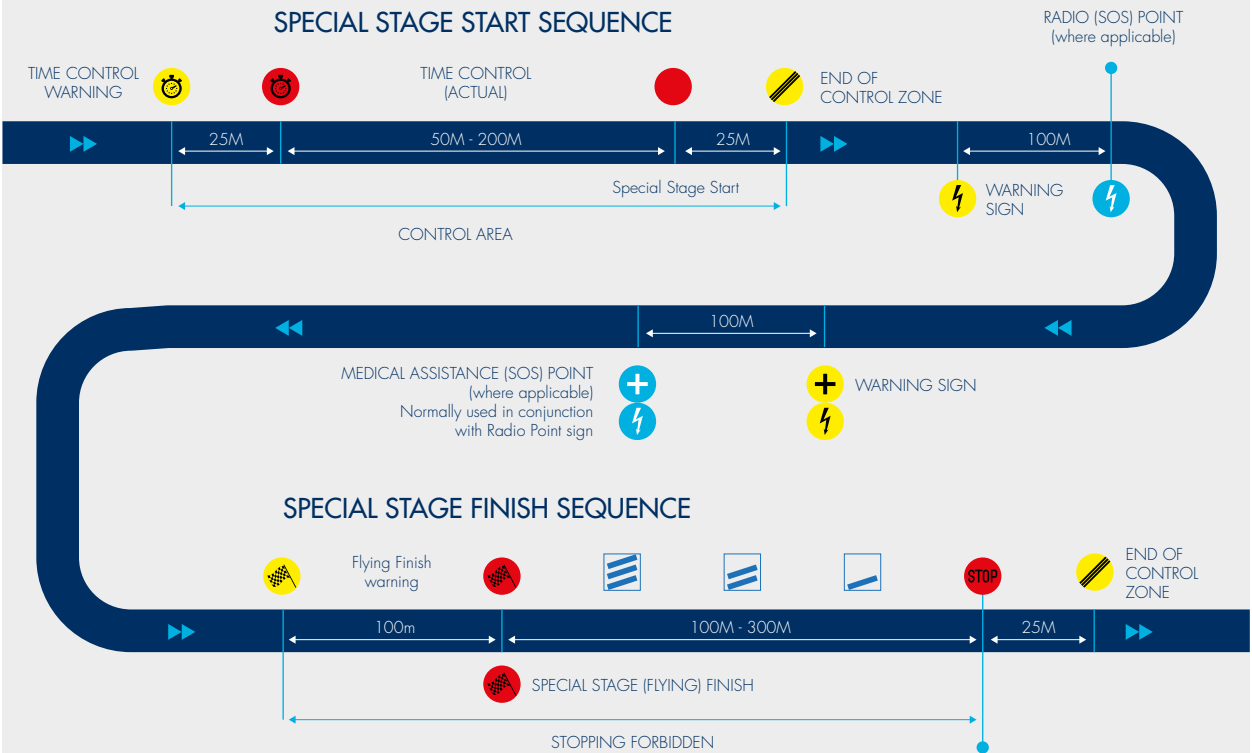 SPECIAL STAGE START SEQUENCE
RADIO (SOS) POINT
(where applicable)
TIME CONTROL
WARNING
TIME CONTROL
(ACTUAL)
END OF
CONTROL ZONE
25M
50M - 200M
25M
100M
Special Stage Start
WARNING
SIGN
CONTROL AREA
100M
MEDICAL ASSISTANCE (SOS) POINT
(where applicable)
Normally used in conjunction
with Radio Point sign
WARNING SIGN
SPECIAL STAGE FINISH SEQUENCE
Flying Finish
warning
STOP
END OF
CONTROL
ZONE
100m
100M - 300M
25M
SPECIAL STAGE (FLYING) FINISH
STOPPING FORBIDDEN